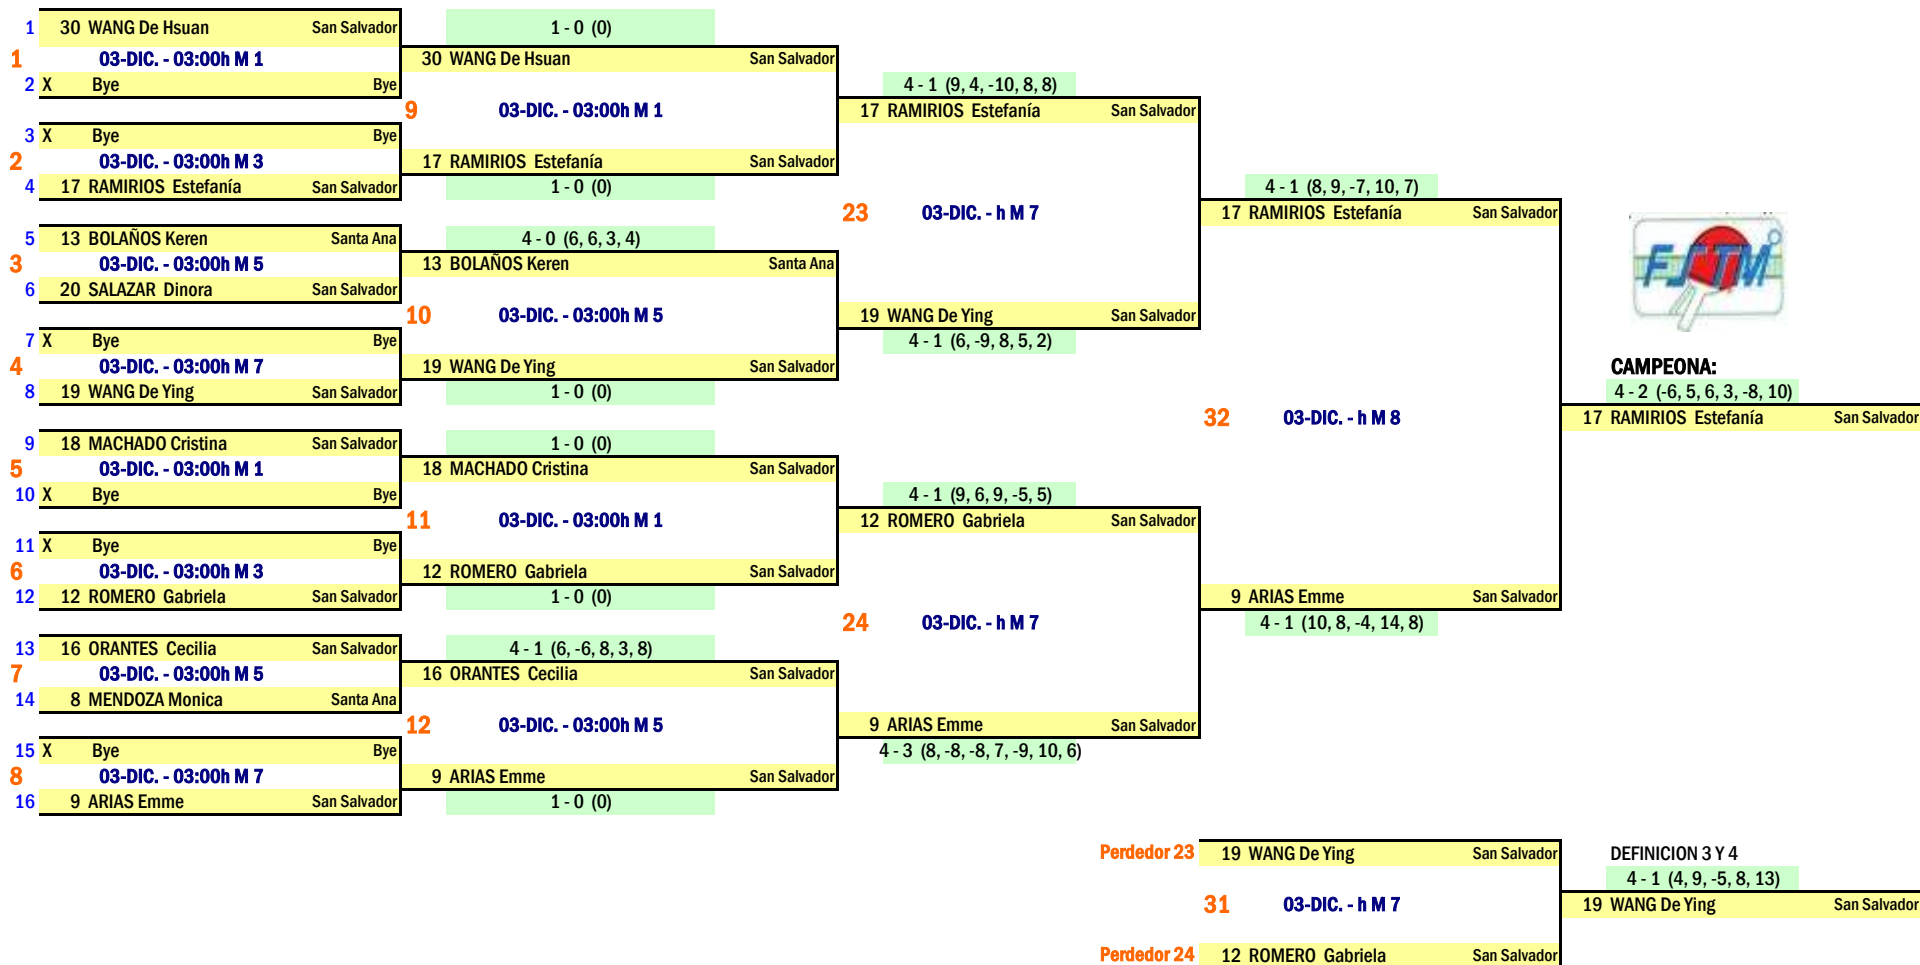 1 30 WANG De Hsuan San Salvador
1 03-DIC. - 03:00h M 1
2 X Bye Bye
3 X Bye Bye
2 03-DIC. - 03:00h M 3
4 17 RAMIRIOS Estefanía San Salvador
5 13 BOLAÑOS Keren Santa Ana
3 03-DIC. - 03:00h M 5
6 20 SALAZAR Dinora San Salvador
7 X Bye Bye
4 03-DIC. - 03:00h M 7
8 19 WANG De Ying San Salvador
9 18 MACHADO Cristina San Salvador
5 03-DIC. - 03:00h M 1
10 X Bye Bye
11 X Bye Bye
6 03-DIC. - 03:00h M 3
12 12 ROMERO Gabriela San Salvador
13 16 ORANTES Cecilia San Salvador
7 03-DIC. - 03:00h M 5
14 8 MENDOZA Monica Santa Ana
15 X Bye Bye
8 03-DIC. - 03:00h M 7
16 9 ARIAS Emme San Salvador
1 - 0 (0)
30 WANG De Hsuan San Salvador
9 03-DIC. - 03:00h M 1
17 RAMIRIOS Estefanía San Salvador
1 - 0 (0)
4 - 0 (6, 6, 3, 4)
13 BOLAÑOS Keren Santa Ana
10 03-DIC. - 03:00h M 5
19 WANG De Ying San Salvador
1 - 0 (0)
1 - 0 (0)
18 MACHADO Cristina San Salvador
11 03-DIC. - 03:00h M 1
12 ROMERO Gabriela San Salvador
1 - 0 (0)
4 - 1 (6, -6, 8, 3, 8)
16 ORANTES Cecilia San Salvador
12 03-DIC. - 03:00h M 5
9 ARIAS Emme San Salvador
1 - 0 (0)
4 - 1 (9, 4, -10, 8, 8)
17 RAMIRIOS Estefanía San Salvador
23 03-DIC. - h M 7
19 WANG De Ying San Salvador
4 - 1 (6, -9, 8, 5, 2)
4 - 1 (9, 6, 9, -5, 5)
12 ROMERO Gabriela San Salvador
24 03-DIC. - h M 7
9 ARIAS Emme San Salvador
4 - 3 (8, -8, -8, 7, -9, 10, 6)
4 - 1 (8, 9, -7, 10, 7)
17 RAMIRIOS Estefanía San Salvador
32 03-DIC. - h M 8
9 ARIAS Emme San Salvador
4 - 1 (10, 8, -4, 14, 8)
FSTM
CAMPEONA:
4 - 2 (-6, 5, 6, 3, -8, 10)
17 RAMIRIOS Estefanía San Salvador
Perdedor 23 19 WANG De Ying San Salvador
31 03-DIC. - h M 7
Perdedor 24 12 ROMERO Gabriela San Salvador
DEFINICION 3 Y 4
4 - 1 (4, 9, -5, 8, 13)
19 WANG De Ying San Salvador